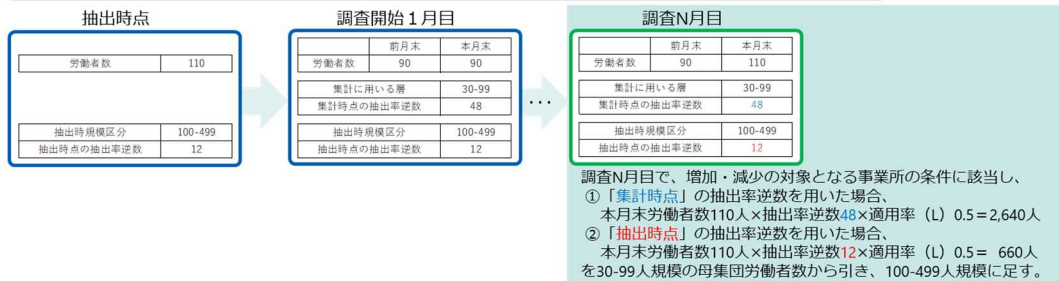 抽出時点
労働者数 110
抽出時規模区分 100-499
抽出時点の抽出率逆数 12
調査開始１月目
前月末 本月末
労働者数 90 90
集計に用いる層 30-99
集計時点の抽出率逆数 48
抽出時規模区分 100-499
抽出時点の抽出率逆数 12
…
調査N月目
前月末 本月末
労働者数 90 110
集計に用いる層 30-99
集計時点の抽出率逆数 48
抽出時規模区分 100-499
抽出時点の抽出率逆数 12
調査N月目で、増加・減少の対象となる事業所の条件に該当し、
①「集計時点」の抽出率逆数を用いた場合、
本月末労働者数110人×抽出率逆数48×適用率（L）0.5＝2,640人
②「抽出時点」の抽出率逆数を用いた場合、
本月末労働者数110人×抽出率逆数12×適用率（L）0.5＝ 660人
を30-99人規模の母集団労働者数から引き、100-499人規模に足す。